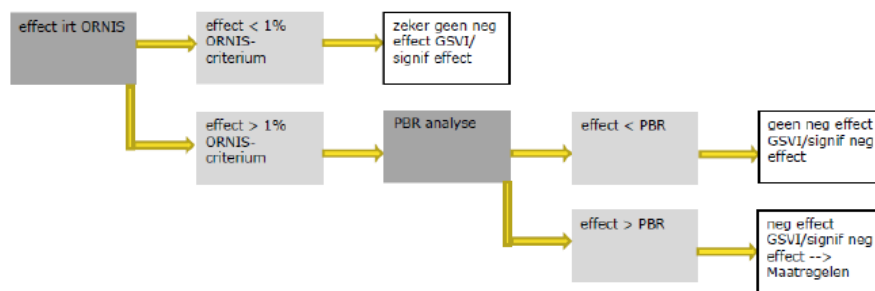 effect irt ORNIS
effect < 1%
ORNIS-
criterium
zeker geen neg
effect GSVI/
signif effect
effect > 1%
ORNIS-
criterium
PBR analyse
effect < PBR
geen neg effect
GSVI/signif neg
effect
effect > PBR
neg effect
GSVI/signif neg
effect -->
Maatregelen